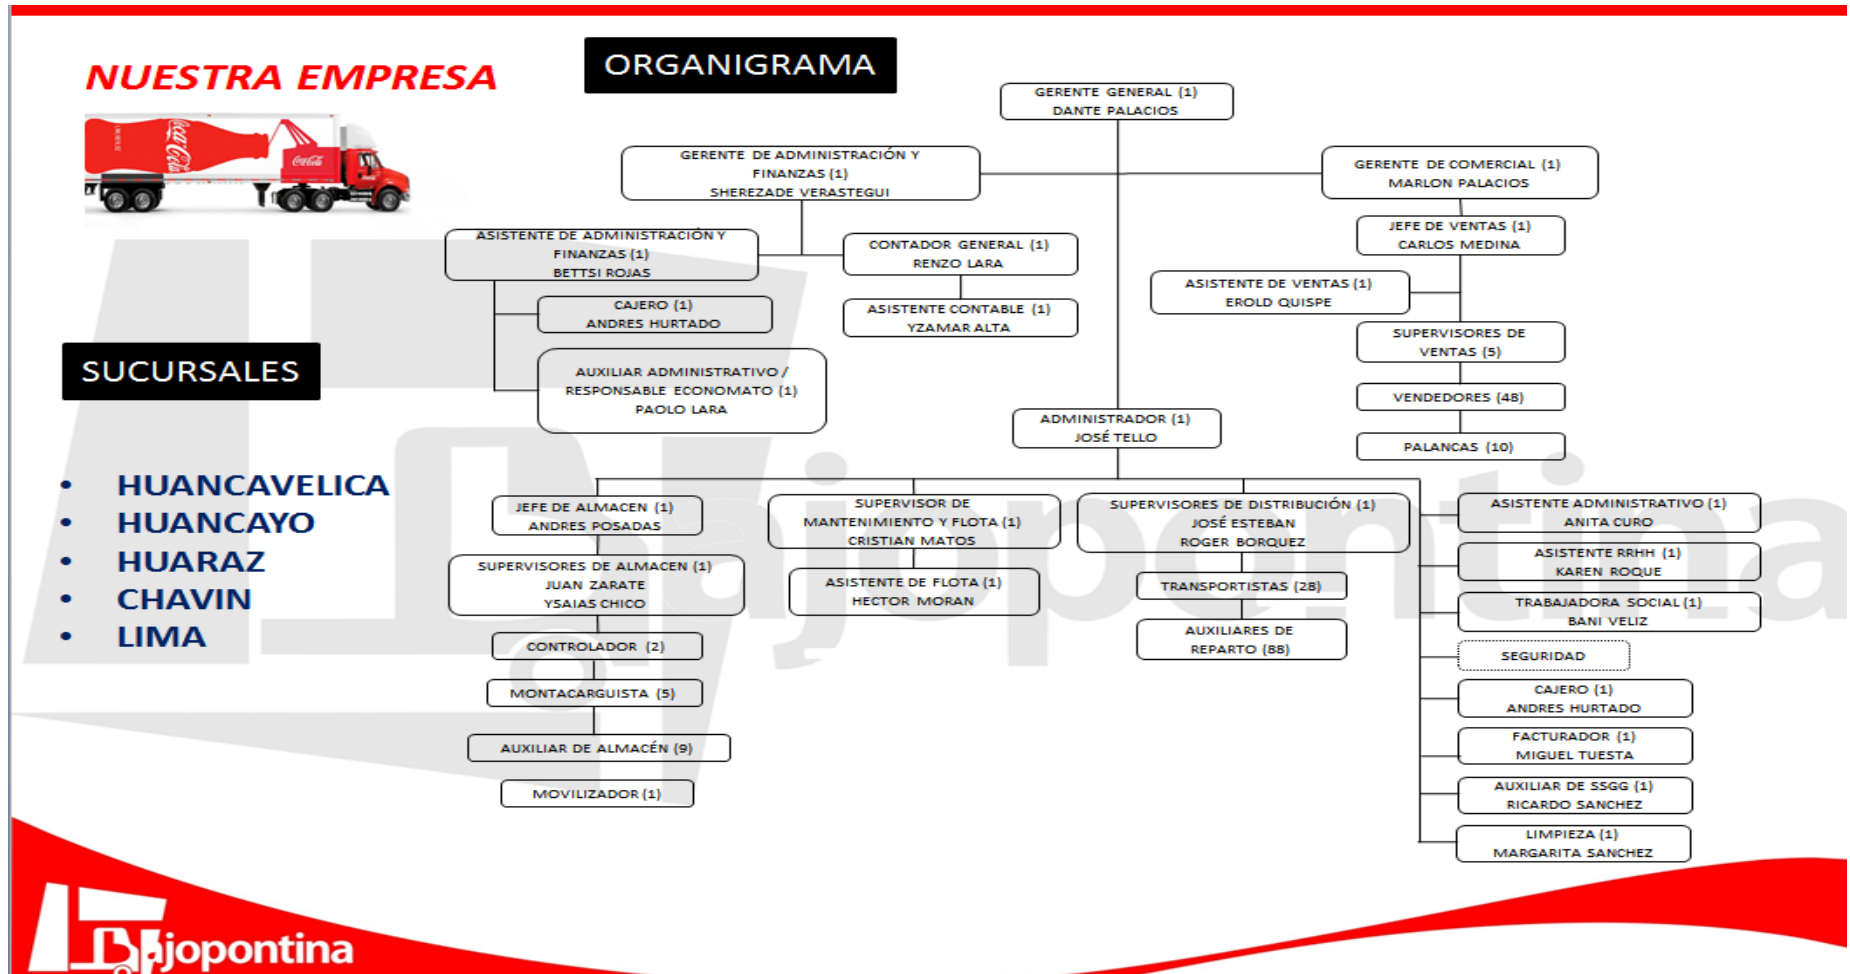 NUESTRA EMPRESA
ORGANIGRAMA
GERENTE GENERAL (1)
DANTE PALACIOS
GERENTE DE ADMINISTRACIÓN Y
FINANZAS (1)
SHEREZADE VERASTEGUI
GERENTE DE COMERCIAL (1)
MARLON PALACIOS
ASISTENTE DE ADMINISTRACIÓN Y
FINANZAS (1)
BETTSI ROJAS
CONTADOR GENERAL (1)
RENZO LARA
JEFE DE VENTAS (1)
CARLOS MEDINA
CAJERO (1)
ANDRES HURTADO
ASISTENTE CONTABLE (1)
YZAMAR ALTA
ASISTENTE DE VENTAS (1)
EROLD QUISPE
SUPERVISORES DE
VENTAS (5)
AUXILIAR ADMINISTRATIVO /
RESPONSABLE ECONOMATO (1)
PAOLO LARA
VENDEDORES (48)
PALANCAS (10)
ADMINISTRADOR (1)
JOSÉ TELLO
SUCURSALES
• HUANCAVELICA
• HUANCAYO
• HUARAZ
• CHAVIN
• LIMA
JEFE DE ALMACEN (1)
ANDRES POSADAS
SUPERVISORES DE ALMACEN (1)
JUAN ZARATE
YSAIAS CHICO
CONTROLADOR (2)
MONTACARGUISTA (5)
AUXILIAR DE ALMACÉN (9)
MOVILIZADOR (1)
SUPERVISOR DE
MANTENIMIENTO Y FLOTA (1)
CRISTIAN MATOS
ASISTENTE DE FLOTA (1)
HECTOR MORAN
SUPERVISORES DE DISTRIBUCIÓN (1)
JOSÉ ESTEBAN
ROGER BORQUEZ
TRANSPORTISTAS (28)
AUXILIARES DE
REPARTO (88)
ASISTENTE ADMINISTRATIVO (1)
ANITA CURO
ASISTENTE RRHH (1)
KAREN ROQUE
TRABAJADORA SOCIAL (1)
BANI VELIZ
SEGURIDAD
CAJERO (1)
ANDRES HURTADO
FACTURADOR (1)
MIGUEL TUESTA
AUXILIAR DE SSGG (1)
RICARDO SANCHEZ
LIMPIEZA (1)
MARGARITA SANCHEZ
Coca-Cola
Coca-Cola
Bajopontina
Bajopontina